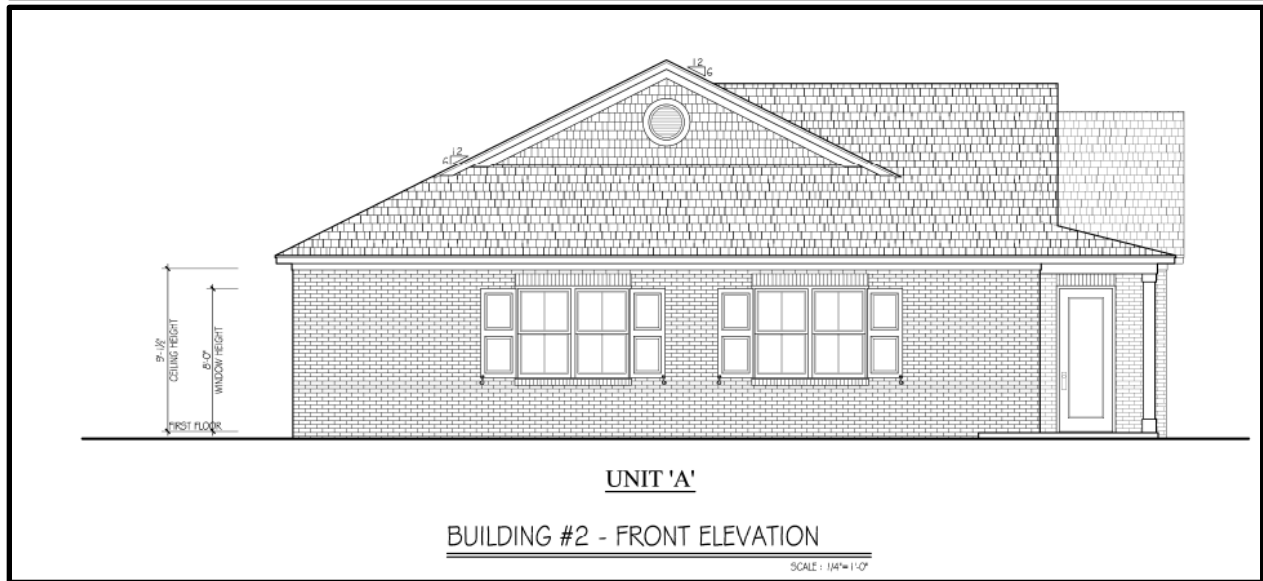 12
6
12
6
9'-1½"
CEILING HEIGHT
8'-0"
WINDOW HEIGHT
FIRST FLOOR
UNIT 'A'
BUILDING #2 - FRONT ELEVATION
SCALE : 1/4"=1'-0"